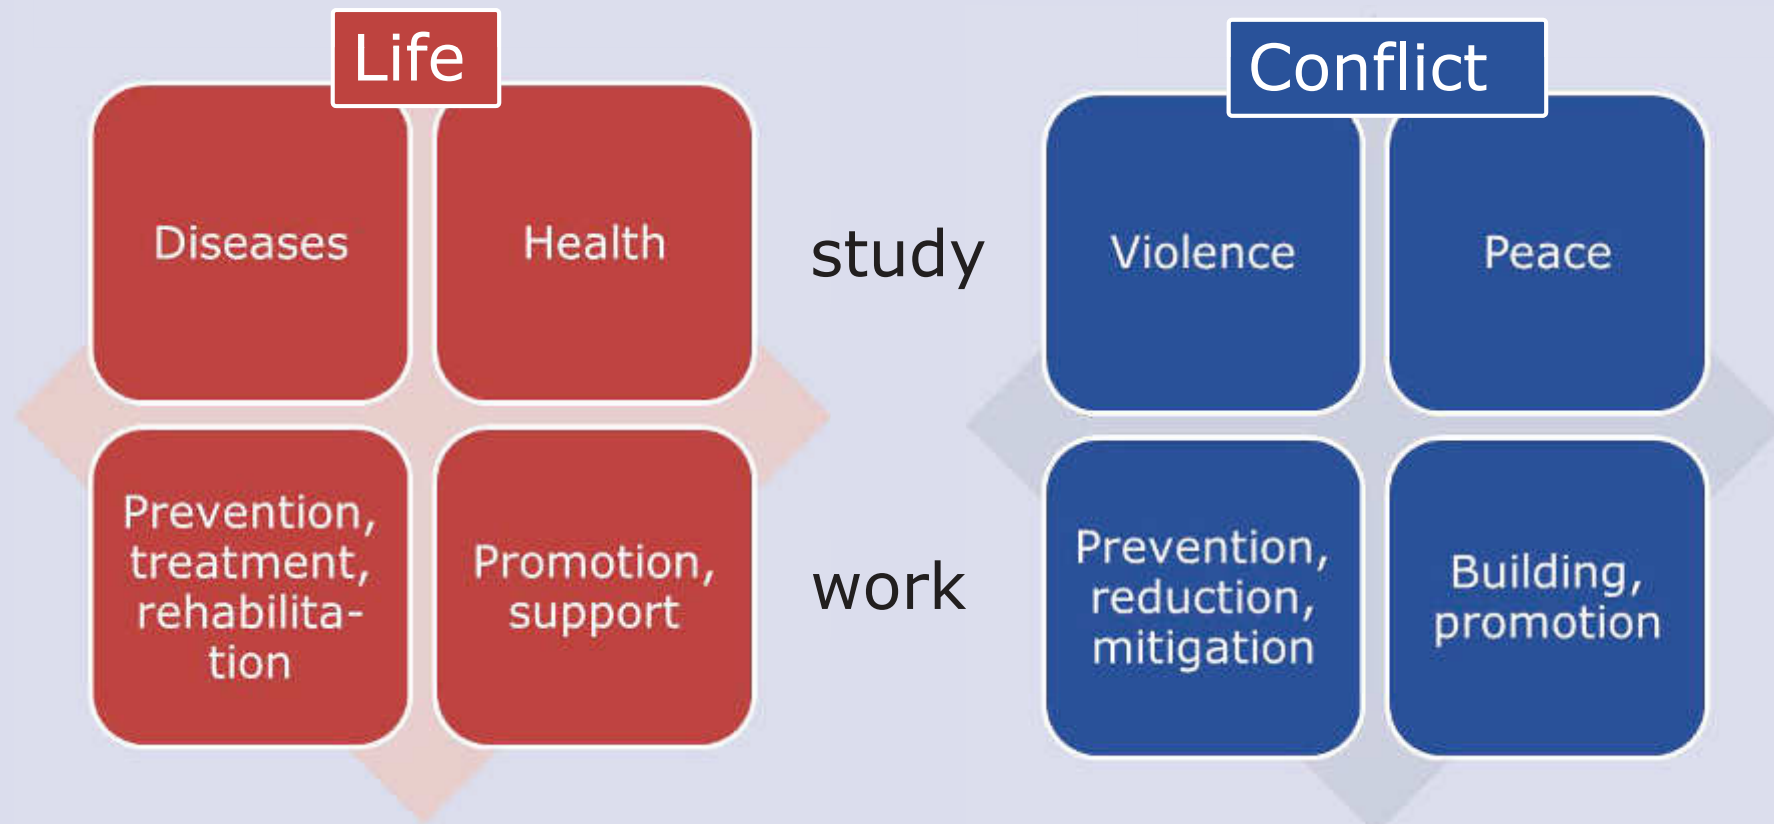 Life
Diseases
Health
Prevention,
treatment,
rehabilita-
tion
Promotion,
support
study
work
Conflict
Violence
Peace
Prevention,
reduction,
mitigation
Building,
promotion